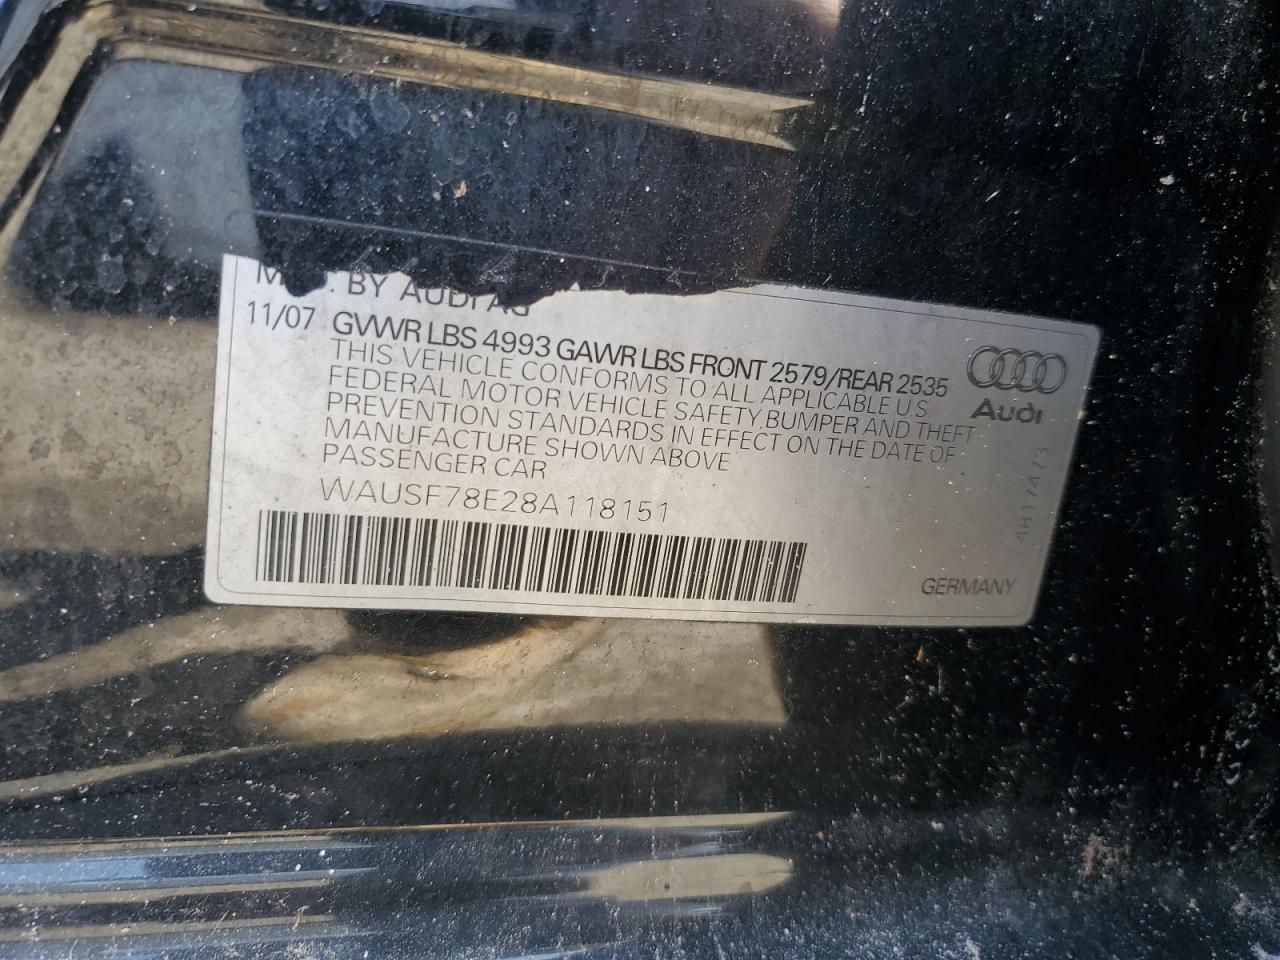 BY AUDI AG
11/07 GVWR LBS 4993 GAWR LBS FRONT 2579/REAR 2535
THIS VEHICLE CONFORMS TO ALL APPLICABLE U S
FEDERAL MOTOR VEHICLE SAFETY, BUMPER AND THEFT
PREVENTION STANDARDS IN EFFECT ON THE DATE OF
MANUFACTURE SHOWN ABOVE
PASSENGER CAR
WAUSF78E28A118151
Audi
4817473
GERMANY